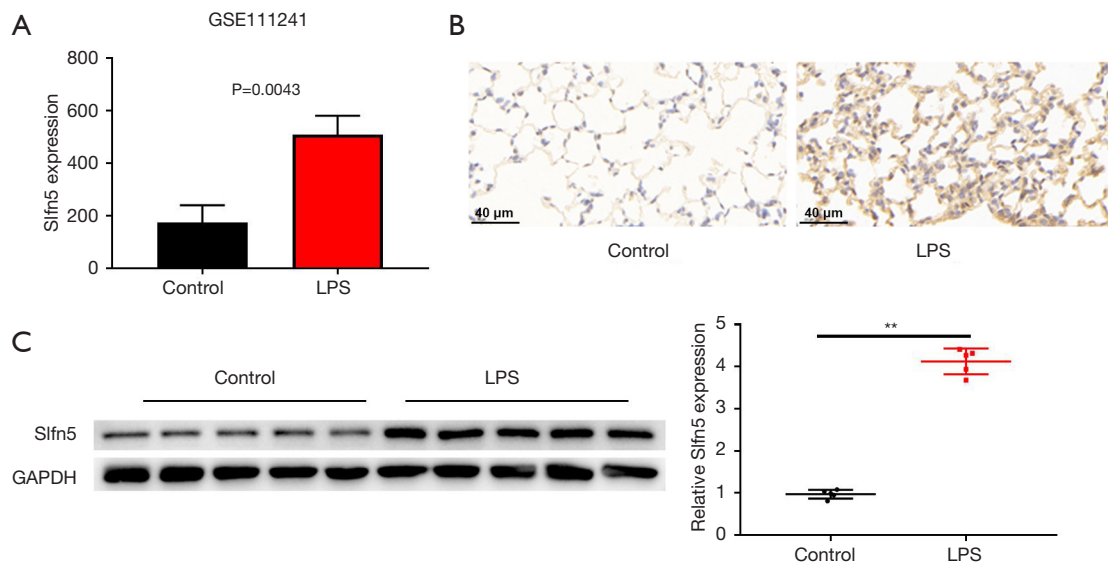 A
GSE111241
Slfn5 expression
800
600
400
200
0
P=0.0043
Control
LPS
B
40 µm
40 µm
Control
LPS
C
Control
LPS
Slfn5
GAPDH
Relative Slfn5 expression
5
4
3
2
1
0
**
Control
LPS